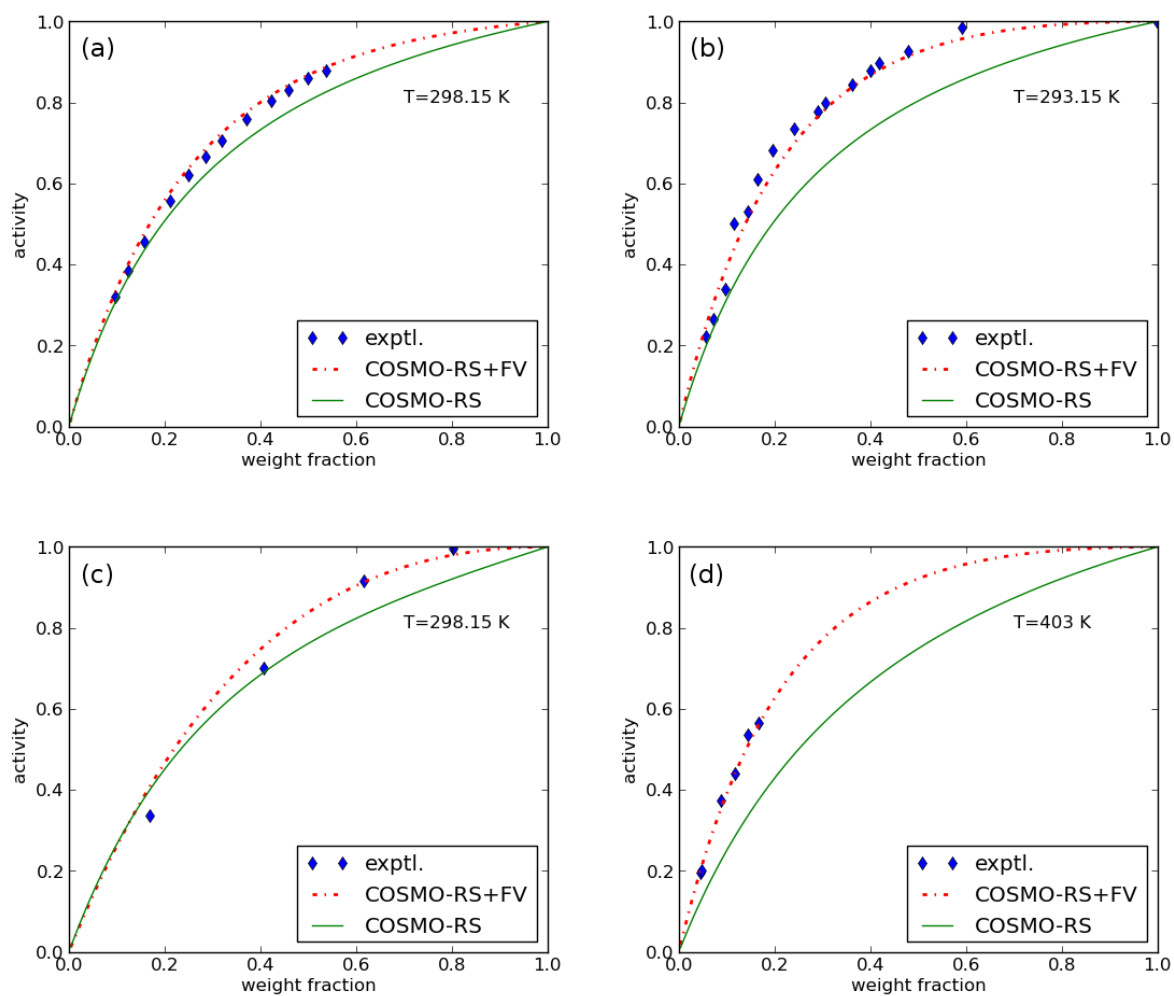 1.0
(a)
0.8
T=298.15 K
0.6
activity
0.4
exptl.
0.2
COSMO-RS+FV
COSMO-RS
0.0
0.0 0.2 0.4 0.6 0.8 1.0
weight fraction
1.0
(b)
0.8
T=293.15 K
0.6
activity
0.4
exptl.
0.2
COSMO-RS+FV
COSMO-RS
0.0
0.0 0.2 0.4 0.6 0.8 1.0
weight fraction
1.0
(c)
0.8
T=298.15 K
0.6
activity
0.4
exptl.
0.2
COSMO-RS+FV
COSMO-RS
0.0
0.0 0.2 0.4 0.6 0.8 1.0
weight fraction
1.0
(d)
0.8
T=403 K
0.6
activity
0.4
exptl.
0.2
COSMO-RS+FV
COSMO-RS
0.0
0.0 0.2 0.4 0.6 0.8 1.0
weight fraction